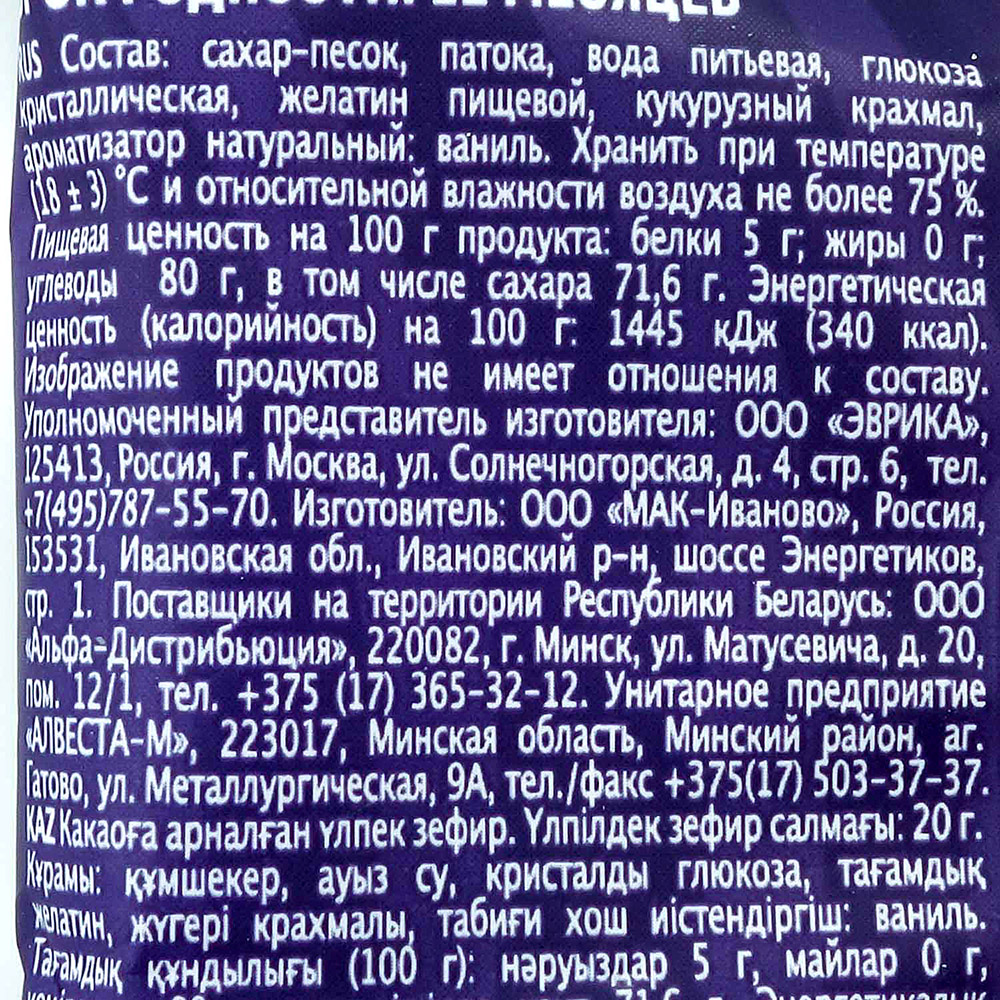 RUS Состав: сахар-песок, патока, вода питьевая, глюкоза
кристаллическая, желатин пищевой, кукурузный крахмал,
ароматизатор натуральный: ваниль. Хранить при температуре
(18 ± 3) °С и относительной влажности воздуха не более 75 %.
Пищевая ценность на 100 г продукта: белки 5 г; жиры 0 г;
углеводы 80 г, в том числе сахара 71,6 г. Энергетическая
ценность (калорийность) на 100 г: 1445 кДж (340 ккал).
Изображение продуктов не имеет отношения к составу.
Уполномоченный представитель изготовителя: ООО «ЭВРИКА»,
125413, Россия, г. Москва, ул. Солнечногорская, д. 4, стр. 6, тел.
+7(495)787-55-70. Изготовитель: ООО «МАК-Иваново», Россия,
153531, Ивановская обл., Ивановский р-н, шоссе Энергетиков,
стр. 1. Поставщики на территории Республики Беларусь: ООО
«Альфа-Дистрибьюция», 220082, г. Минск, ул. Матусевича, д. 20,
пом. 12/1, тел. +375 (17) 365-32-12. Унитарное предприятие
«АЛВЕСТА-М», 223017, Минская область, Минский район, аг.
Гатово, ул. Металлургическая, 9А, тел./факс +375(17) 503-37-37.
KAZ Какаоға арналған үлпек зефир. Үлпілдек зефир салмағы: 20 г.
Құрамы: құмшекер, ауыз су, кристалды глюкоза, тағамдық
желатин, жүгері крахмалы, табиғи хош иістендіргіш: ваниль.
Тағамдық құндылығы (100 г): нәруыздар 5 г, майлар 0 г,